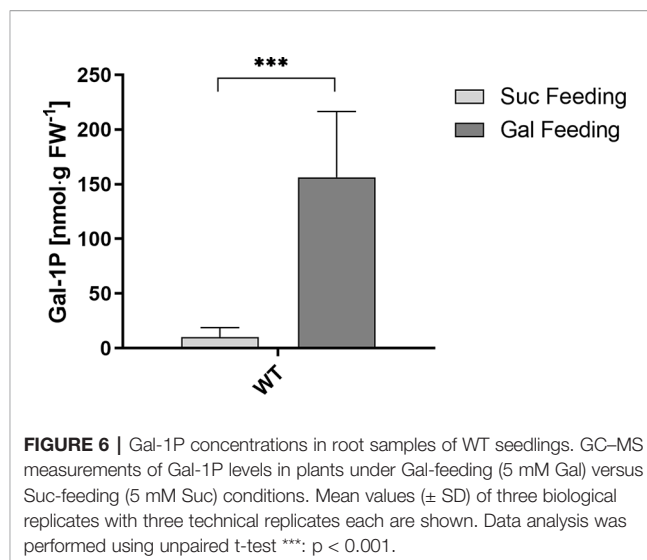 ***
250
200
150
100
50
0
Gal-1P [nmol·g FW⁻¹]
WT
Suc Feeding
Gal Feeding
FIGURE 6 | Gal-1P concentrations in root samples of WT seedlings. GC–MS
measurements of Gal-1P levels in plants under Gal-feeding (5 mM Gal) versus
Suc-feeding (5 mM Suc) conditions. Mean values (± SD) of three biological
replicates with three technical replicates each are shown. Data analysis was
performed using unpaired t-test ***: p < 0.001.